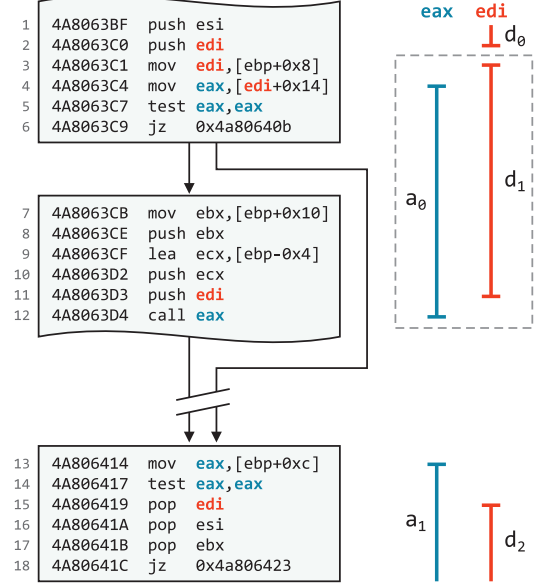 eax edi
d0
1 4A8063BF push esi
2 4A8063C0 push edi
3 4A8063C1 mov edi,[ebp+0x8]
4 4A8063C4 mov eax,[edi+0x14]
5 4A8063C7 test eax,eax
6 4A8063C9 jz 0x4a80640b
a0
d1
7 4A8063CB mov ebx,[ebp+0x10]
8 4A8063CE push ebx
9 4A8063CF lea ecx,[ebp-0x4]
10 4A8063D2 push ecx
11 4A8063D3 push edi
12 4A8063D4 call eax
13 4A806414 mov eax,[ebp+0xc]
14 4A806417 test eax,eax
15 4A806419 pop edi
16 4A80641A pop esi
17 4A80641B pop ebx
18 4A80641C jz 0x4a806423
a1
d2